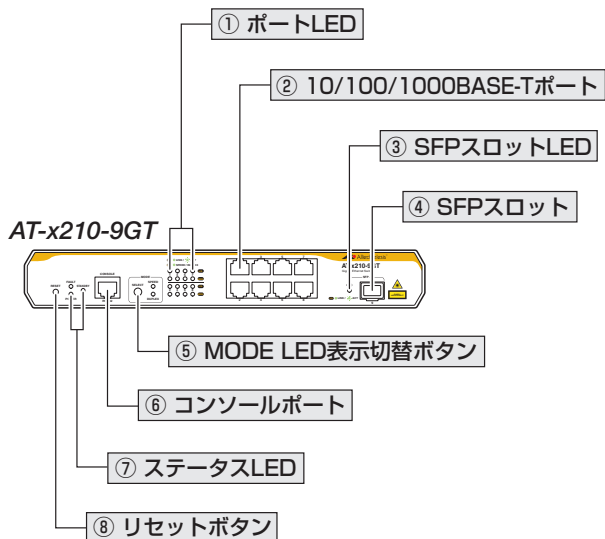 ① ポートLED
② 10/100/1000BASE-Tポート
③ SFPスロットLED
④ SFPスロット
AT-x210-9GT
CONSOLE
RESET
⑤ MODE LED表示切替ボタン
⑥ コンソールポート
⑦ ステータスLED
⑧ リセットボタン